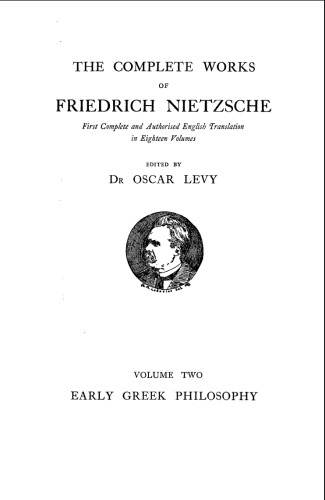 THE COMPLETE WORKS
OF
FRIEDRICH NIETZSCHE
First Complete and Authorised English Translation
in Eighteen Volumes
EDITED BY
DR OSCAR LEVY
VOLUME TWO
EARLY GREEK PHILOSOPHY